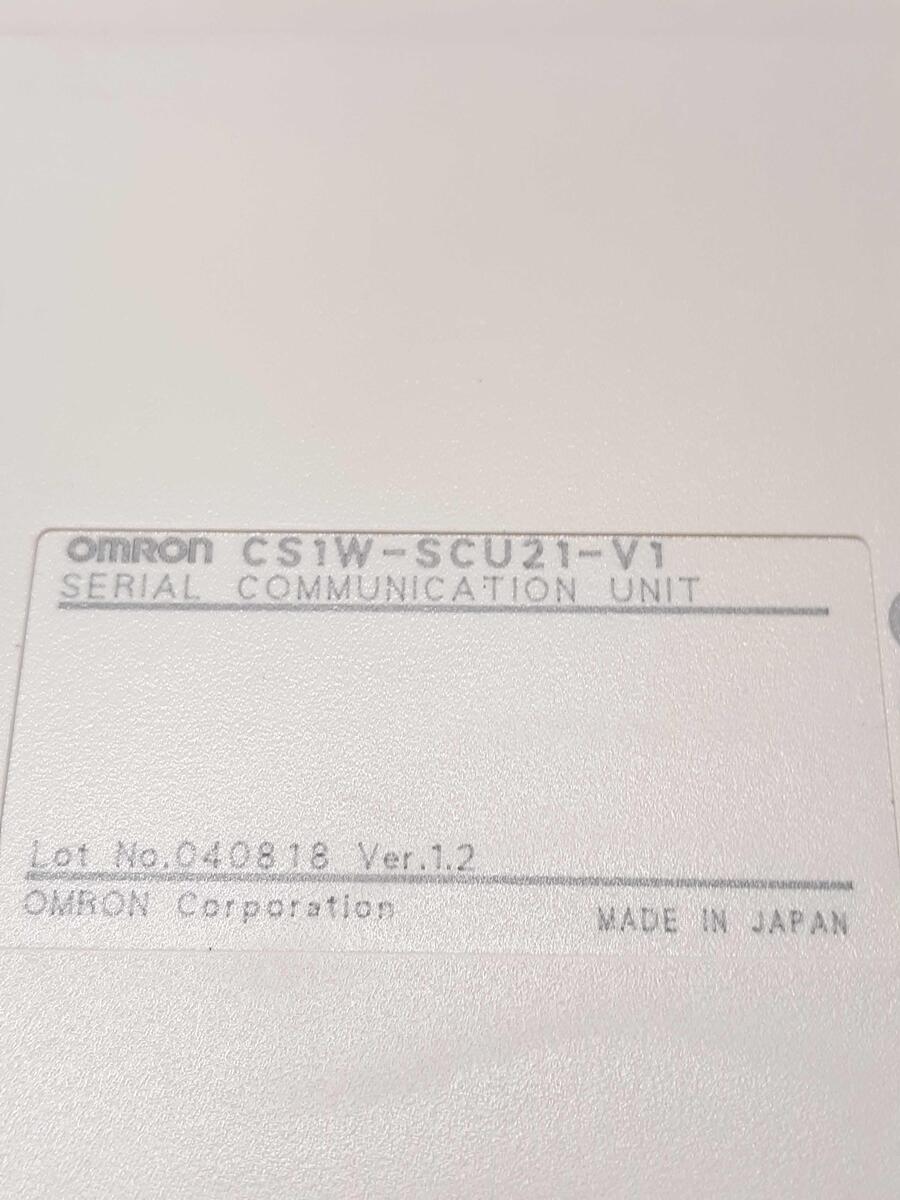 OMRON CS1W-SCU21-V1
SERIAL COMMUNICATION UNIT
Lot No.040818 Ver.1.2
OMRON Corporation
MADE IN JAPAN